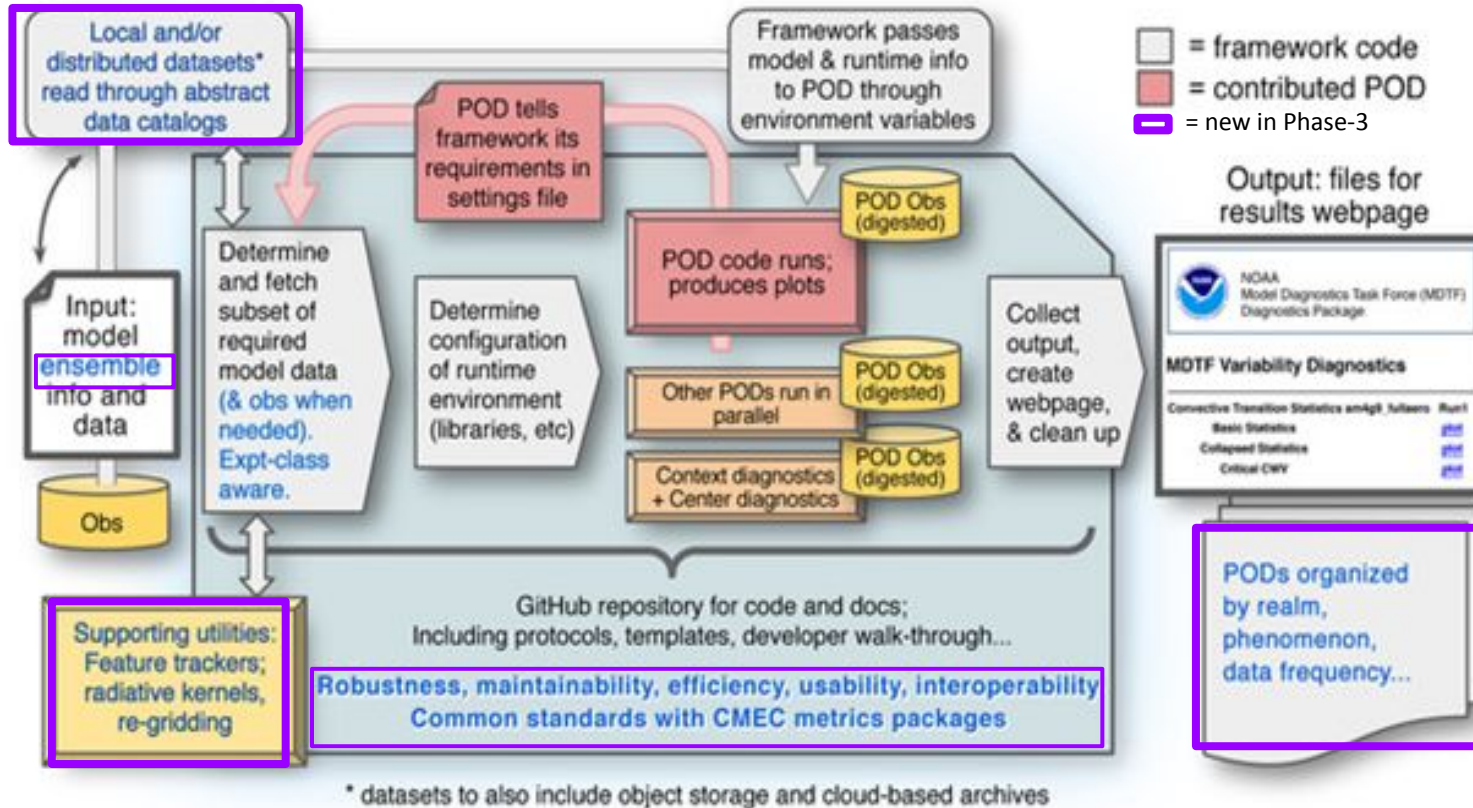 Local and/or
distributed datasets*
read through abstract
data catalogs
Framework passes
model & runtime info
to POD through
environment variables
= framework code
= contributed POD
= new in Phase-3
POD tells
framework its
requirements in
settings file
Input:
model
ensemble
info and
data
Obs
Determine
and fetch
subset of
required
model data
(& obs when
needed).
Expt-class
aware.
Determine
configuration
of runtime
environment
(libraries, etc)
POD code runs;
produces plots
POD Obs
(digested)
Other PODs run in
parallel
POD Obs
(digested)
Context diagnostics
+ Center diagnostics
POD Obs
(digested)
Collect
output,
create
webpage,
& clean up
Output: files for
results webpage
NOAA
Model Diagnostics Task Force (MDTF)
Diagnostics Package
MDTF Variability Diagnostics
Convective Transition Statistics Run1
Basic Statistics
Collapsed Statistics
Critical CWV
PODs organized
by realm,
phenomenon,
data frequency...
Supporting utilities:
Feature trackers;
radiative kernels,
re-gridding
GitHub repository for code and docs;
Including protocols, templates, developer walk-through...
Robustness, maintainability, efficiency, usability, interoperability
Common standards with CMEC metrics packages
* datasets to also include object storage and cloud-based archives